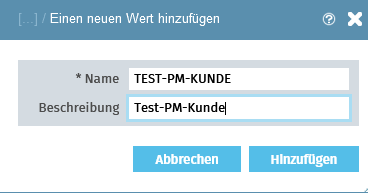 [...] / Einen neuen Wert hinzufügen
* Name TEST-PM-KUNDE
Beschreibung Test-PM-Kunde
Abbrechen Hinzufügen